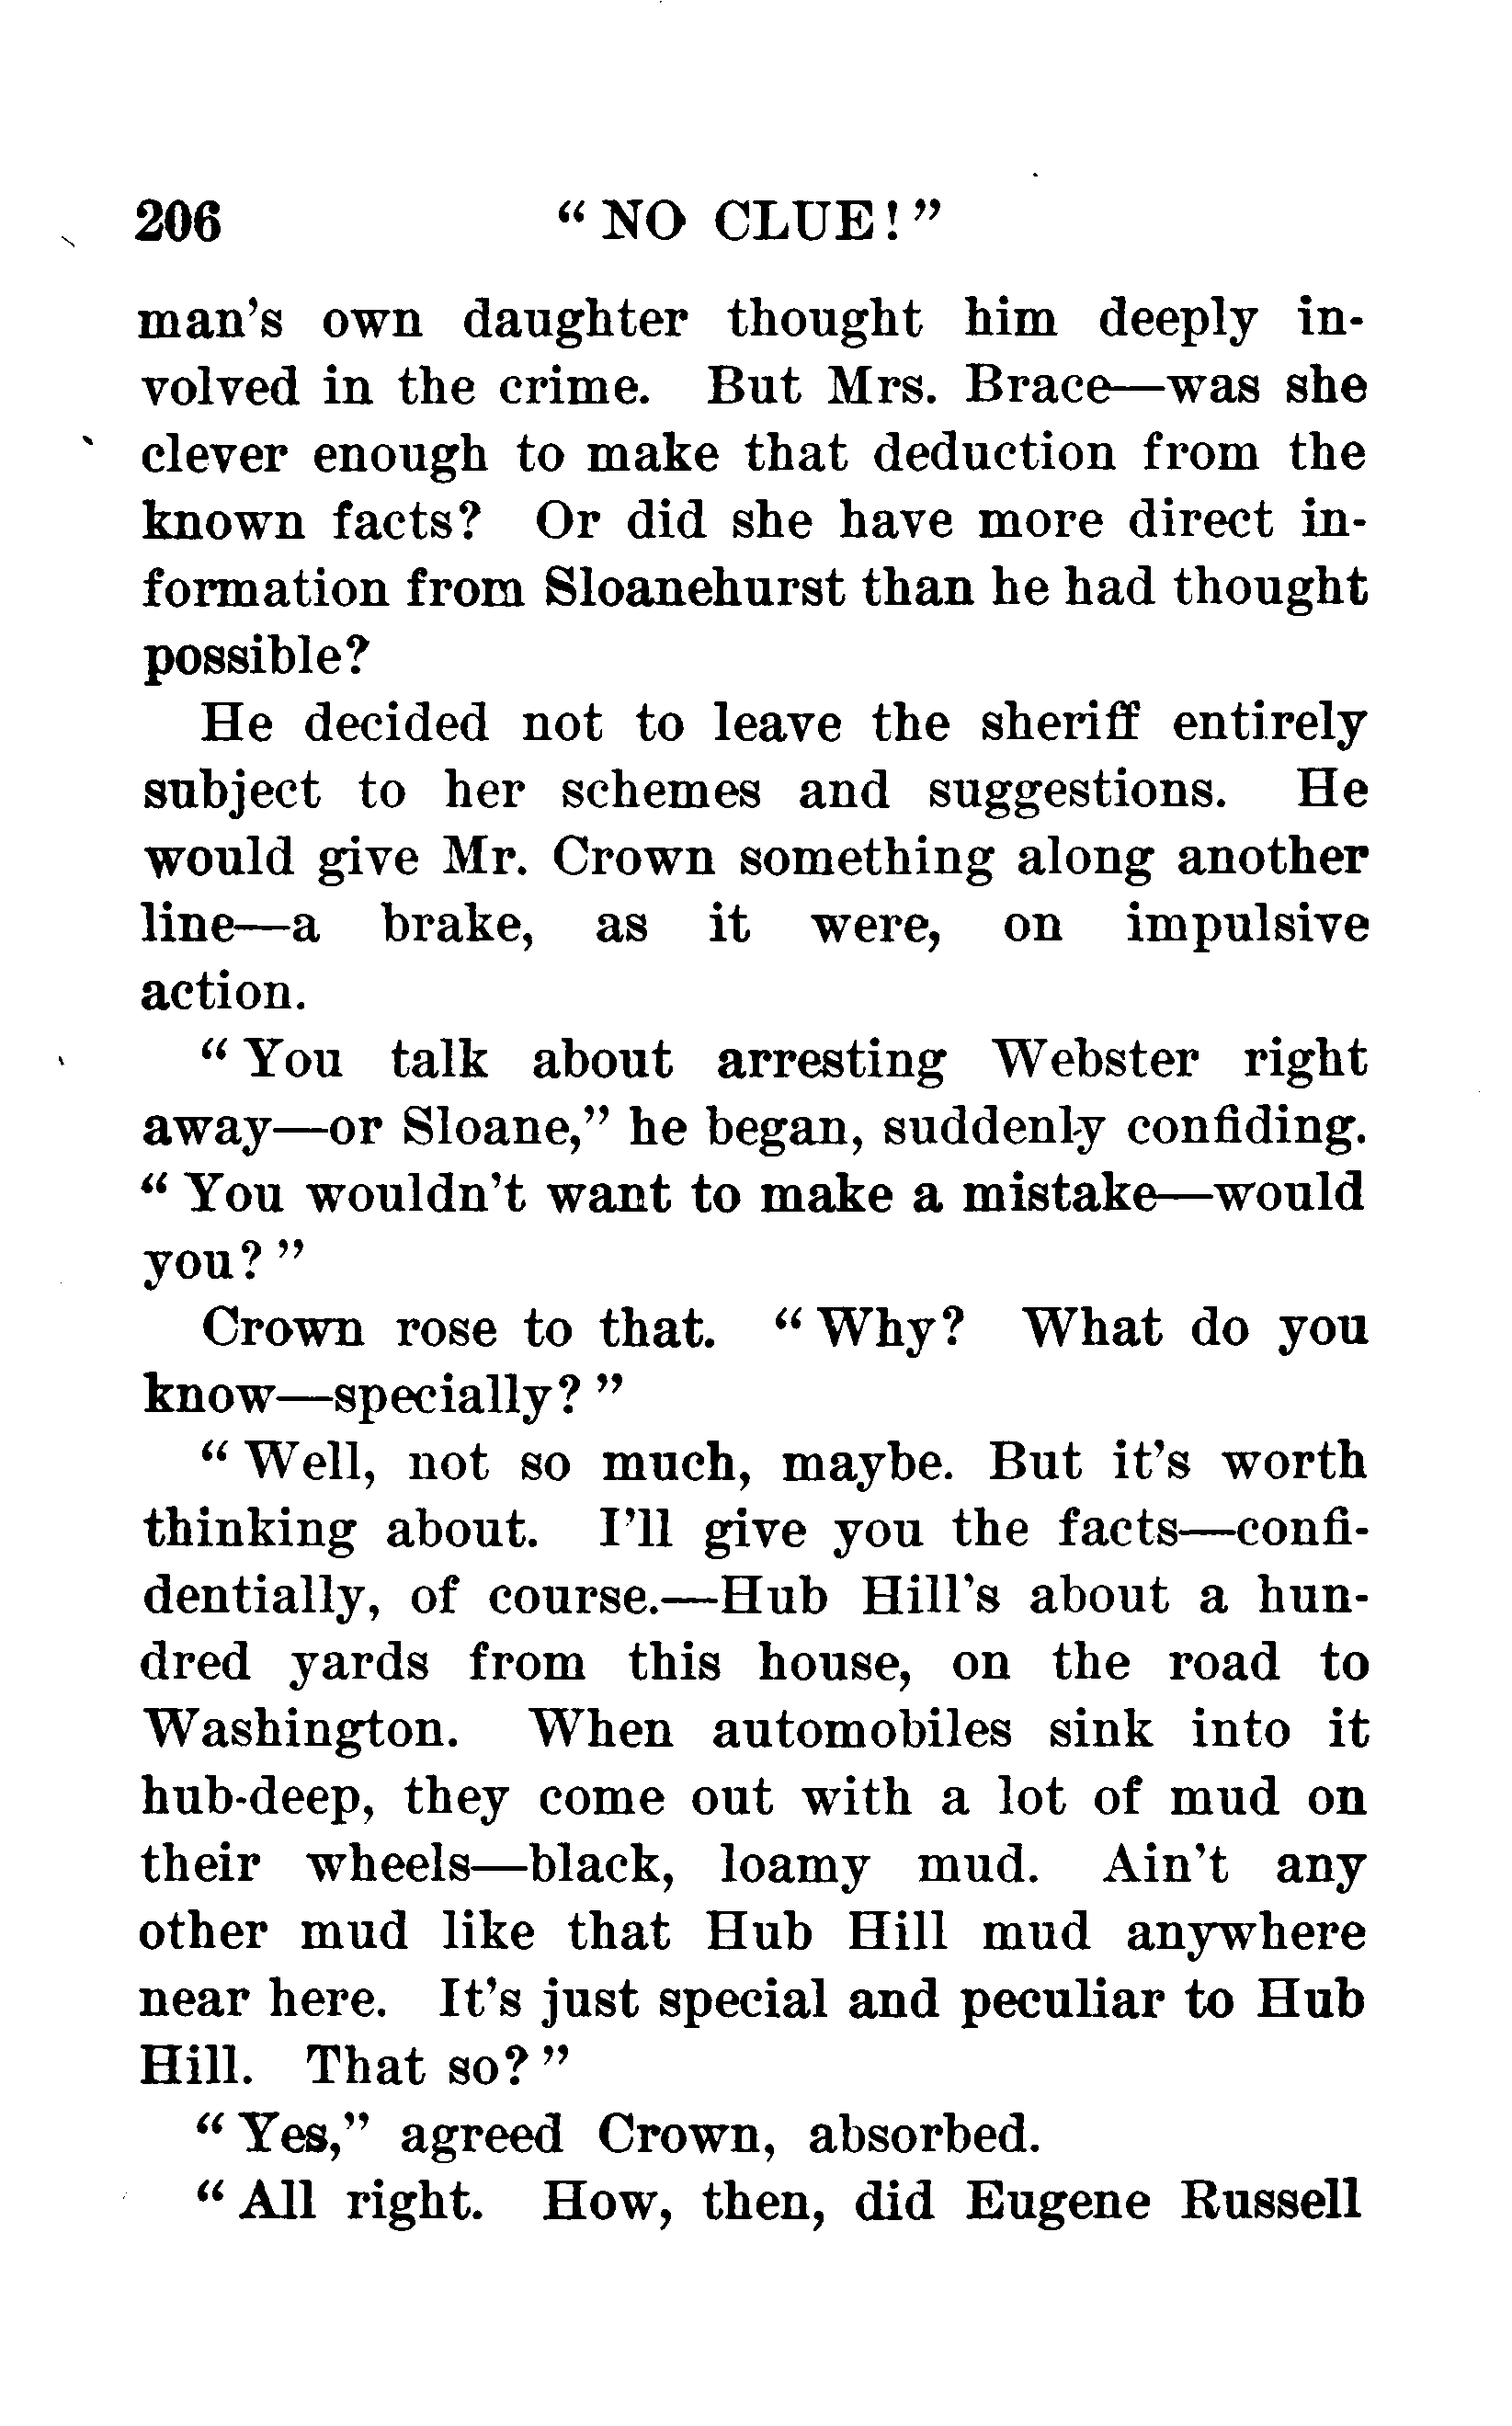 206 “ NO CLUE! ”
man’s own daughter thought him deeply in-
volved in the crime. But Mrs. Brace—was she
clever enough to make that deduction from the
known facts? Or did she have more direct in-
formation from Sloanehurst than he had thought
possible?
He decided not to leave the sheriff entirely
subject to her schemes and suggestions. He
would give Mr. Crown something along another
line—a brake, as it were, on impulsive
action.
“ You talk about arresting Webster right
away—or Sloane,” he began, suddenly confiding.
“ You wouldn’t want to make a mistake—would
you? ”
Crown rose to that. “ Why? What do you
know—specially? ”
“ Well, not so much, maybe. But it’s worth
thinking about. I’ll give you the facts—confi-
dentially, of course.—Hub Hill’s about a hun-
dred yards from this house, on the road to
Washington. When automobiles sink into it
hub-deep, they come out with a lot of mud on
their wheels—black, loamy mud. Ain’t any
other mud like that Hub Hill mud anywhere
near here. It’s just special and peculiar to Hub
Hill. That so? ”
“ Yes,” agreed Crown, absorbed.
“ All right. How, then, did Eugene Russell